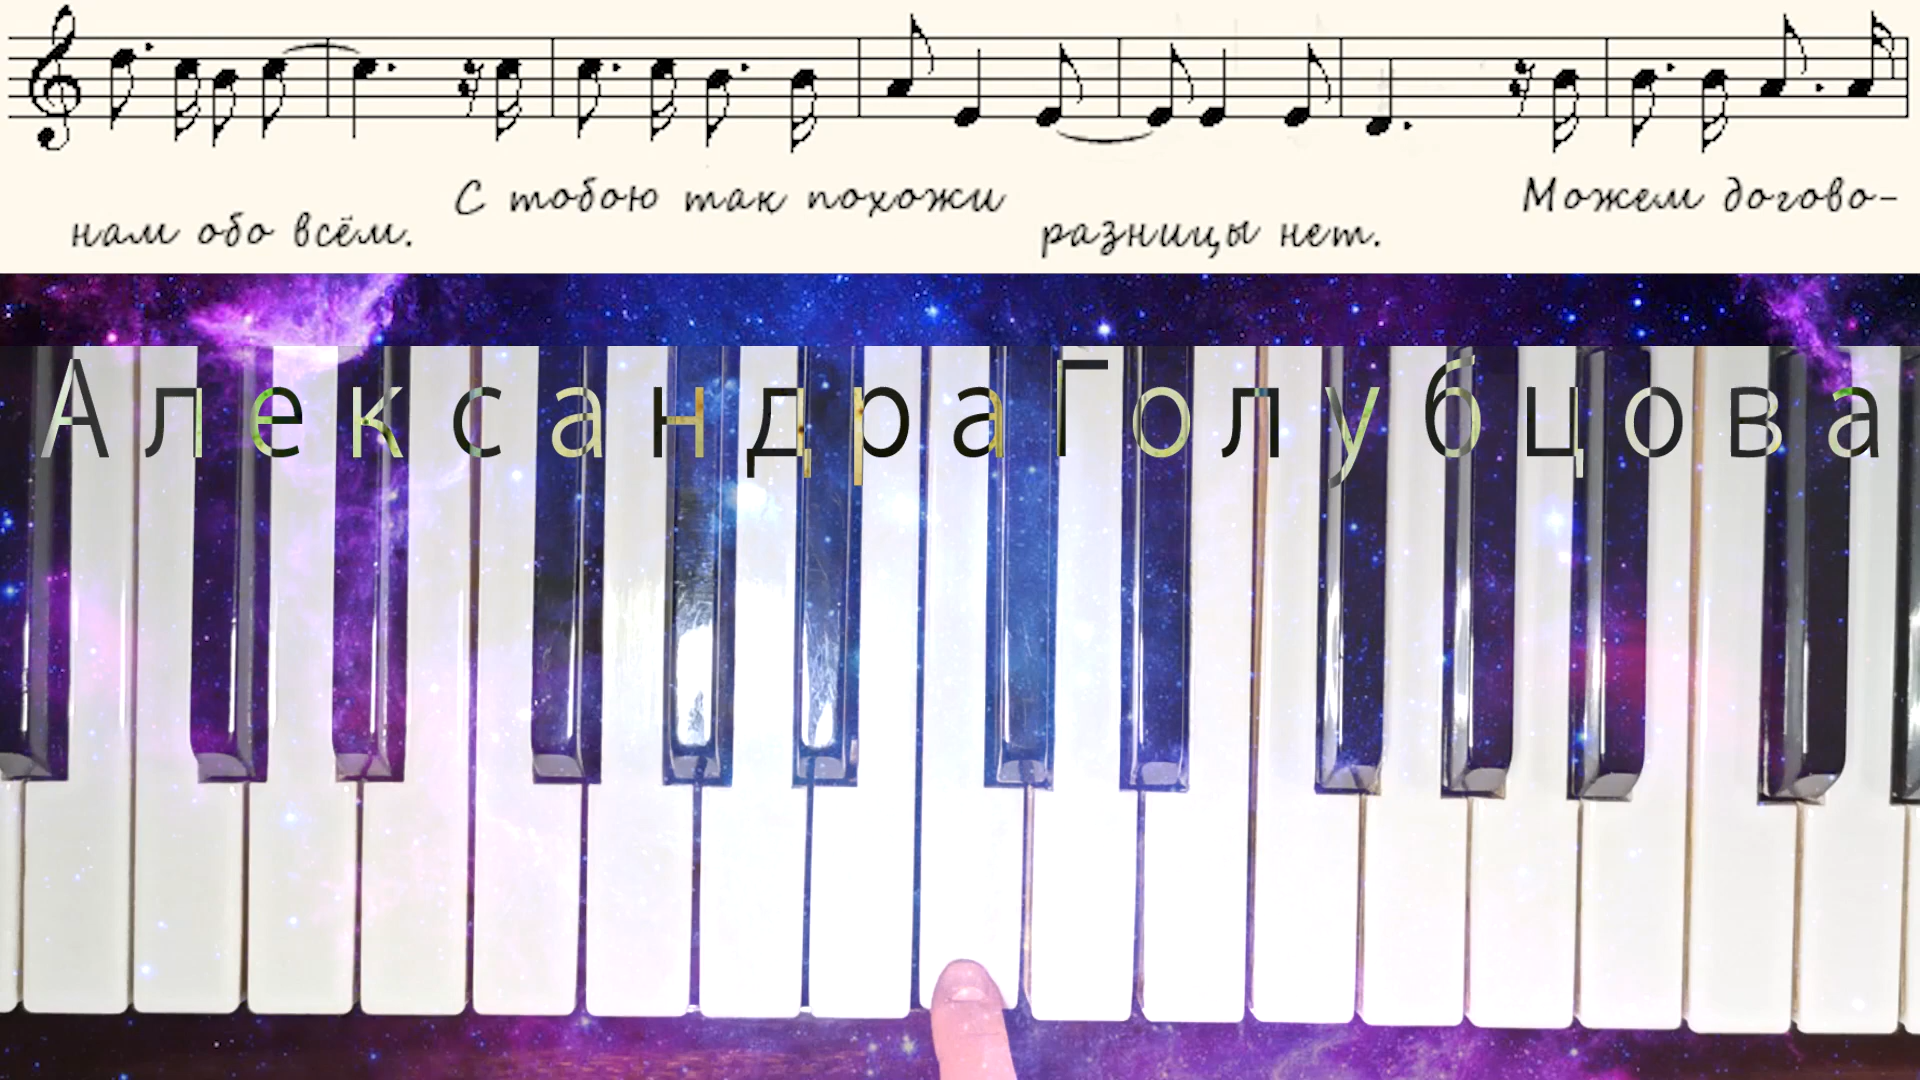 С тобою так похожи
Можем догово-
нам обо всём.
разницы нет.
Александра Голубцова